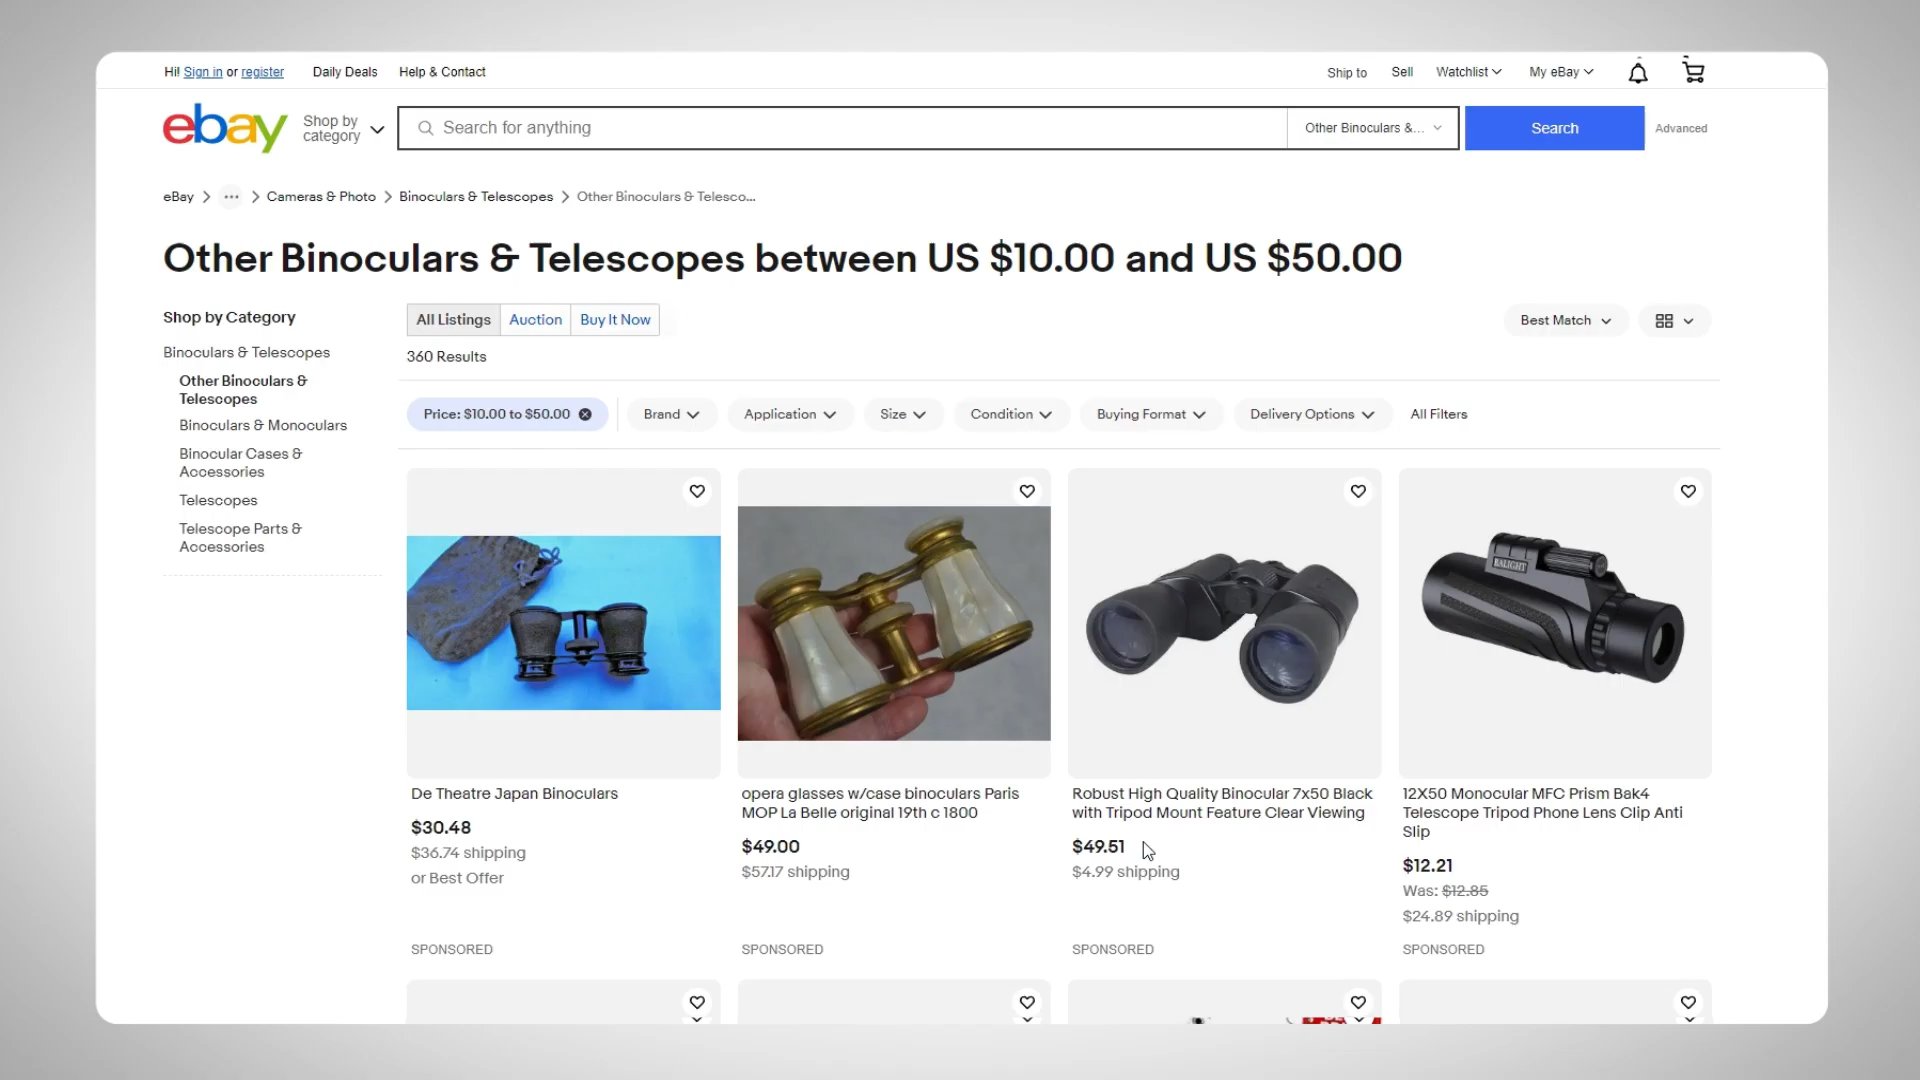 Hi! Sign in or register
Daily Deals
Help & Contact
Ship to
Sell
Watchlist
My eBay
ebay
Shop by
category
Search for anything
Other Binoculars &...
Search
Advanced
eBay
...
Cameras & Photo
Binoculars & Telescopes
Other Binoculars & Telesco...
Other Binoculars & Telescopes between US $10.00 and US $50.00
Shop by Category
Binoculars & Telescopes
Other Binoculars &
Telescopes
Binoculars & Monoculars
Binocular Cases &
Accessories
Telescopes
Telescope Parts &
Accessories
All Listings
Auction
Buy It Now
Best Match
360 Results
Price: $10.00 to $50.00
Brand
Application
Size
Condition
Buying Format
Delivery Options
All Filters
De Theatre Japan Binoculars
$30.48
$36.74 shipping
or Best Offer
SPONSORED
opera glasses w/case binoculars Paris
MOP La Belle original 19th c 1800
$49.00
$57.17 shipping
SPONSORED
Robust High Quality Binocular 7x50 Black
with Tripod Mount Feature Clear Viewing
$49.51
$4.99 shipping
SPONSORED
EALIGHT
12X50 Monocular MFC Prism Bak4
Telescope Tripod Phone Lens Clip Anti
Slip
$12.21
Was: $12.85
$24.89 shipping
SPONSORED